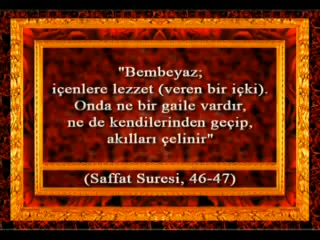 "Bembeyaz;
içenlere lezzet (veren bir içki).
Onda ne bir gaile vardır,
ne de kendilerinden geçip,
akılları çelinir"
(Saffat Suresi, 46-47)